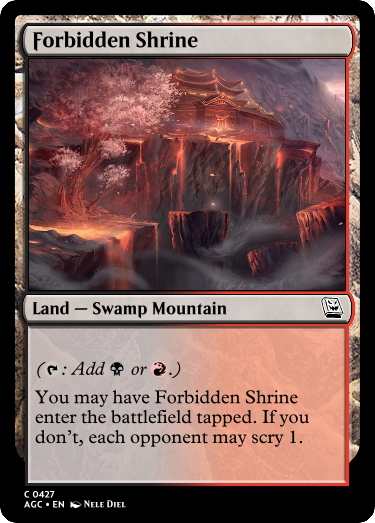 Forbidden Shrine
Land — Swamp Mountain
(: Add or .)
You may have Forbidden Shrine
enter the battlefield tapped. If you
don't, each opponent may scry 1.
C 0427
AGC • EN Nele Diel